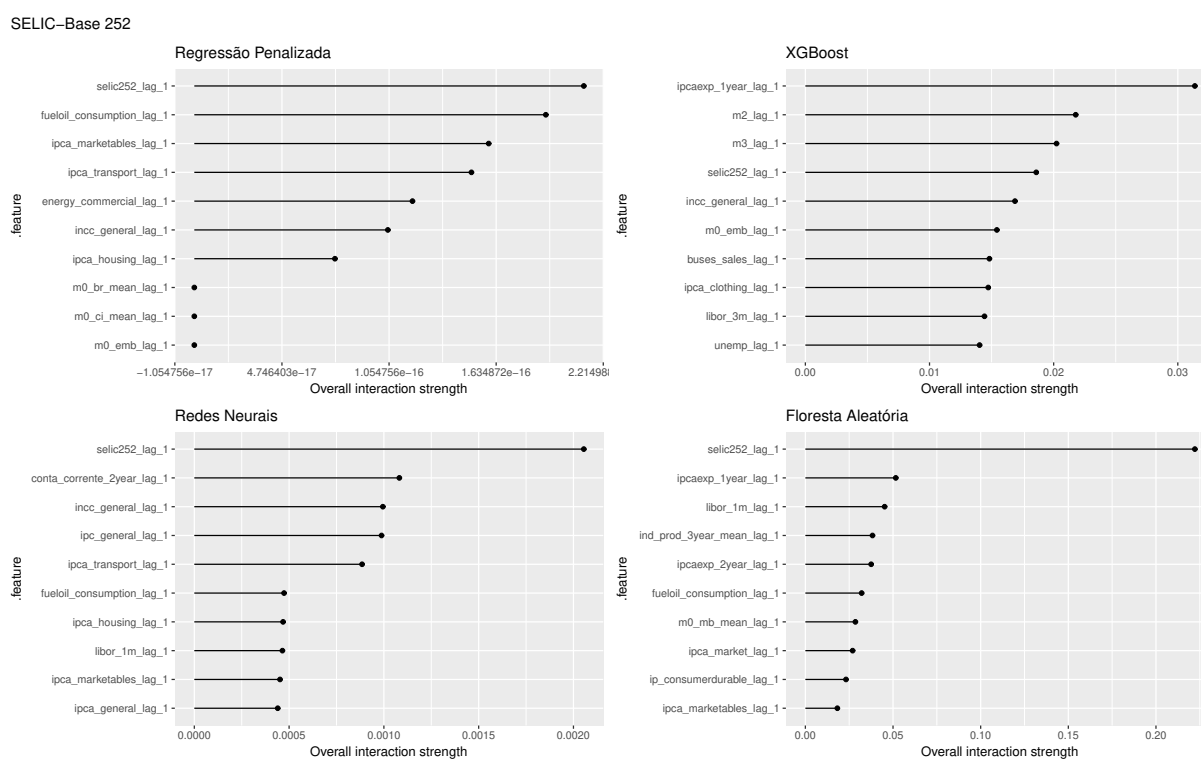 SELIC−Base 252
Regressão Penalizada
.feature
selic252_lag_1
fueloil_consumption_lag_1
ipca_marketables_lag_1
ipca_transport_lag_1
energy_commercial_lag_1
incc_general_lag_1
ipca_housing_lag_1
m0_br_mean_lag_1
m0_ci_mean_lag_1
m0_emb_lag_1
−1.054756e−17 4.746403e−17 1.054756e−16 1.634872e−16 2.214988
Overall interaction strength
XGBoost
.feature
ipcaexp_1year_lag_1
m2_lag_1
m3_lag_1
selic252_lag_1
incc_general_lag_1
m0_emb_lag_1
buses_sales_lag_1
ipca_clothing_lag_1
libor_3m_lag_1
unemp_lag_1
0.00 0.01 0.02 0.03
Overall interaction strength
Redes Neurais
.feature
selic252_lag_1
conta_corrente_2year_lag_1
incc_general_lag_1
ipc_general_lag_1
ipca_transport_lag_1
fueloil_consumption_lag_1
ipca_housing_lag_1
libor_1m_lag_1
ipca_marketables_lag_1
ipca_general_lag_1
0.0000 0.0005 0.0010 0.0015 0.0020
Overall interaction strength
Floresta Aleatória
.feature
selic252_lag_1
ipcaexp_1year_lag_1
libor_1m_lag_1
ind_prod_3year_mean_lag_1
ipcaexp_2year_lag_1
fueloil_consumption_lag_1
m0_mb_mean_lag_1
ipca_market_lag_1
ip_consumerdurable_lag_1
ipca_marketables_lag_1
0.00 0.05 0.10 0.15 0.20
Overall interaction strength